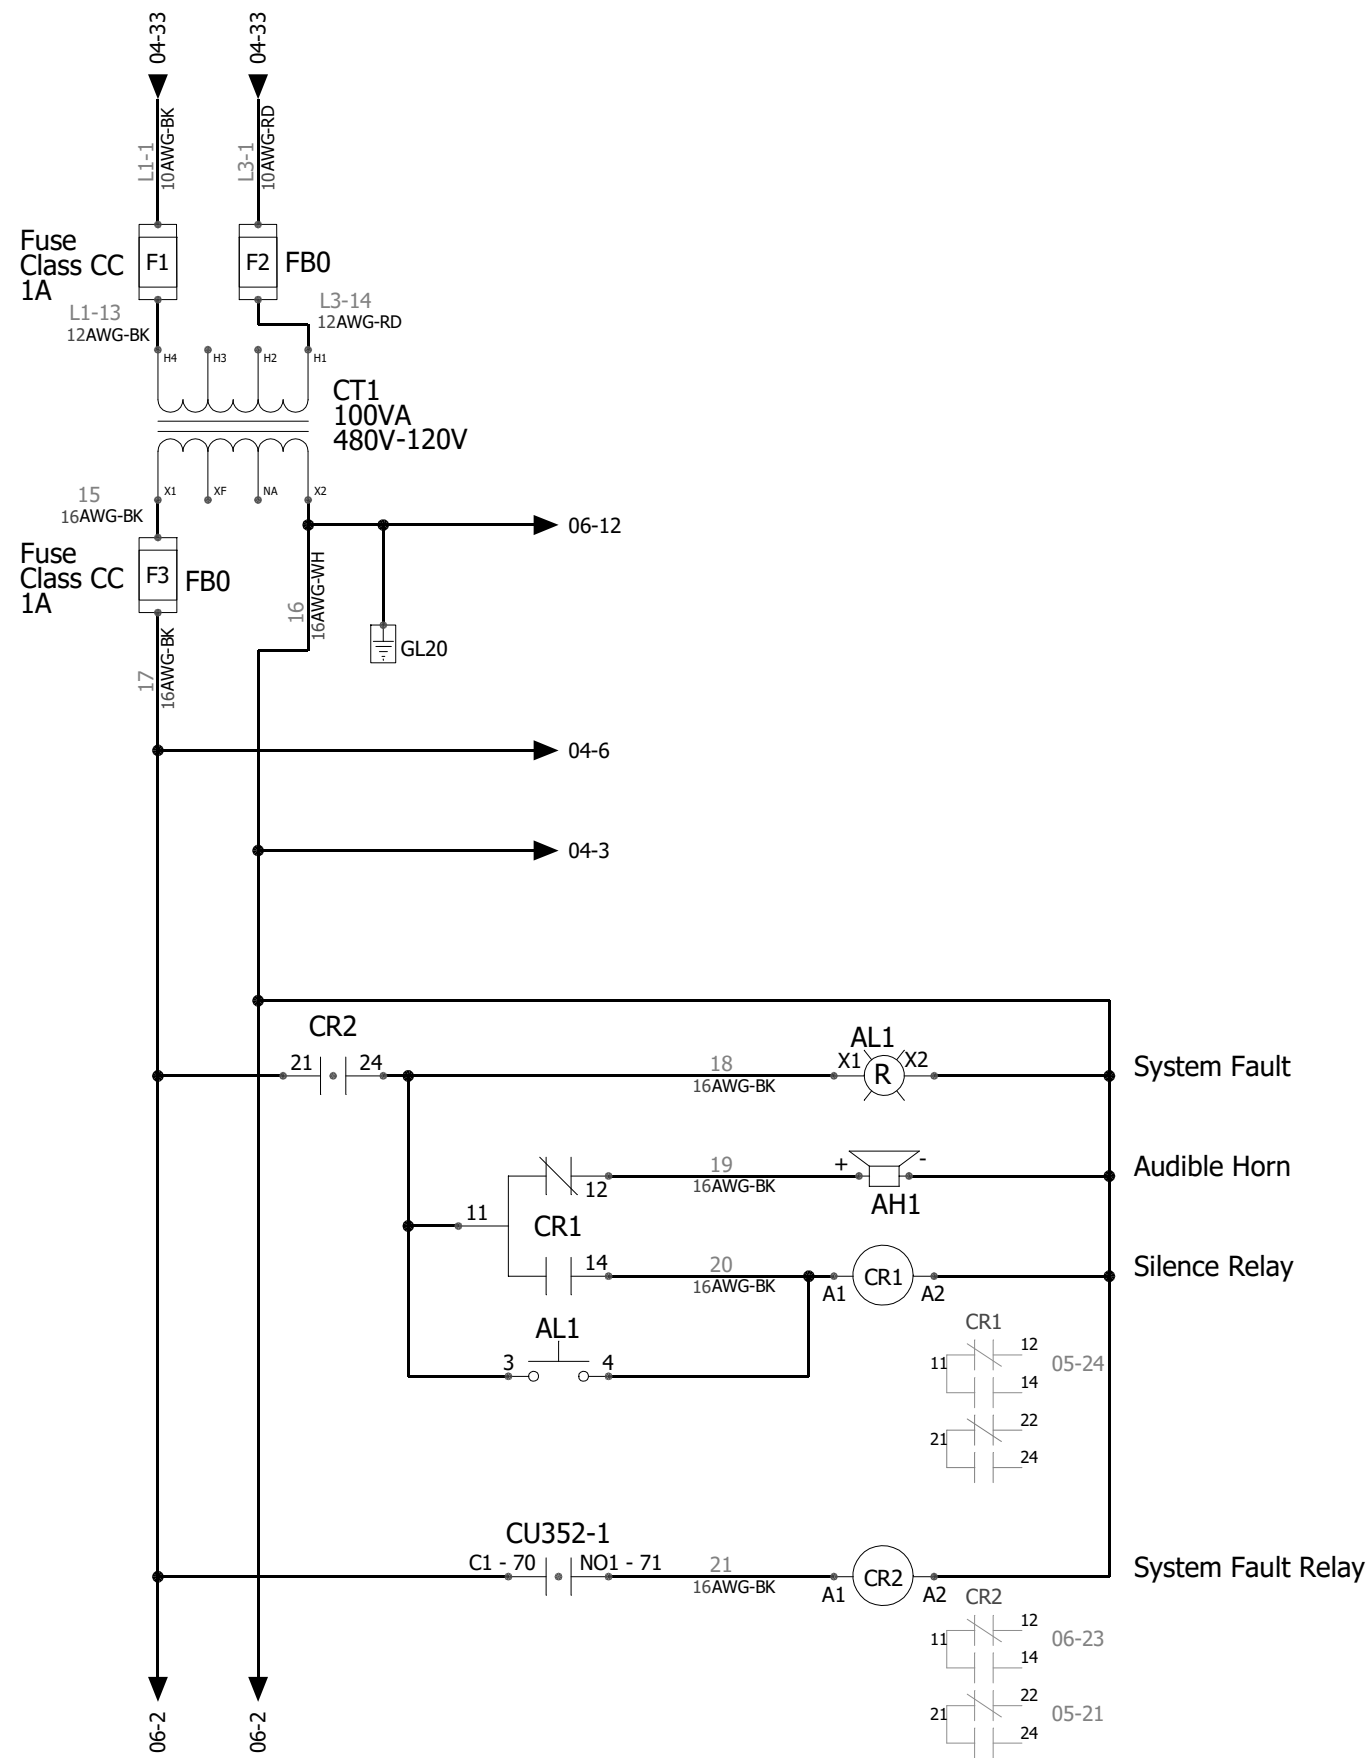 04-33
04-33
L1-1
10AWG-BK
L3-1
10AWG-RD
Fuse
Class CC
1A
F1
F2
FB0
L1-13
12AWG-BK
L3-14
12AWG-RD
H4
H3
H2
H1
CT1
100VA
480V-120V
X1
XF
NA
X2
15
16AWG-BK
06-12
Fuse
Class CC
1A
F3
FB0
16
16AWG-WH
GL20
17
16AWG-BK
04-6
04-3
CR2
21
24
18
16AWG-BK
AL1
X1
R
X2
System Fault
11
12
CR1
14
19
16AWG-BK
+
-
AH1
Audible Horn
20
16AWG-BK
A1
CR1
A2
Silence Relay
AL1
3
4
CR1
11
12
14
05-24
21
22
24
CU352-1
C1 - 70
NO1 - 71
21
16AWG-BK
A1
CR2
A2
System Fault Relay
CR2
11
12
14
06-23
21
22
24
05-21
06-2
06-2